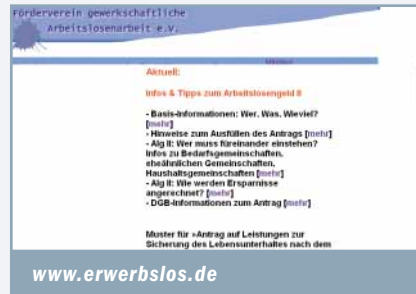 Förderverein gewerkschaftliche
Arbeitslosenarbeit e.V.
Aktuell:
Infos & Tipps zum Arbeitslosengeld II
- Basis-Informationen: Wer. Was. Wieviel?
[mehr]
- Hinweise zum Ausfüllen des Antrags [mehr]
- Alg II: Wer muss füreinander einstehen?
Infos zu Bedarfsgemeinschaften,
eheähnlichen Gemeinschaften,
Haushaltsgemeinschaften [mehr]
- Alg II: Wie werden Ersparnisse
angerechnet? [mehr]
- DGB-Informationen zum Antrag [mehr]
Muster für »Antrag auf Leistungen zur
Sicherung des Lebensunterhaltes nach dem
www.erwerbslos.de